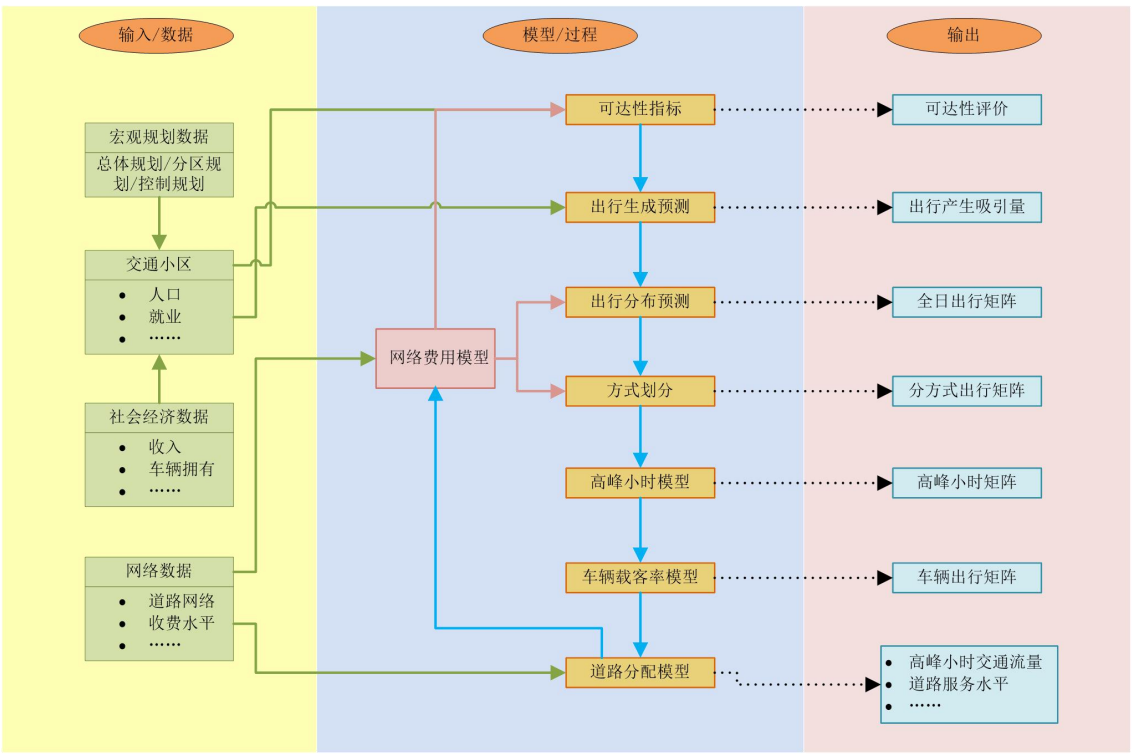 输入/数据
模型/过程
输出
宏观规划数据
总体规划/分区规
划/控制规划
交通小区
● 人口
● 就业
● ……
社会经济数据
● 收入
● 车辆拥有
● ……
网络数据
● 道路网络
● 收费水平
● ……
网络费用模型
可达性指标
出行生成预测
出行分布预测
方式划分
高峰小时模型
车辆载客率模型
道路分配模型
可达性评价
出行产生吸引量
全日出行矩阵
分方式出行矩阵
高峰小时矩阵
车辆出行矩阵
● 高峰小时交通流量
● 道路服务水平
● ……